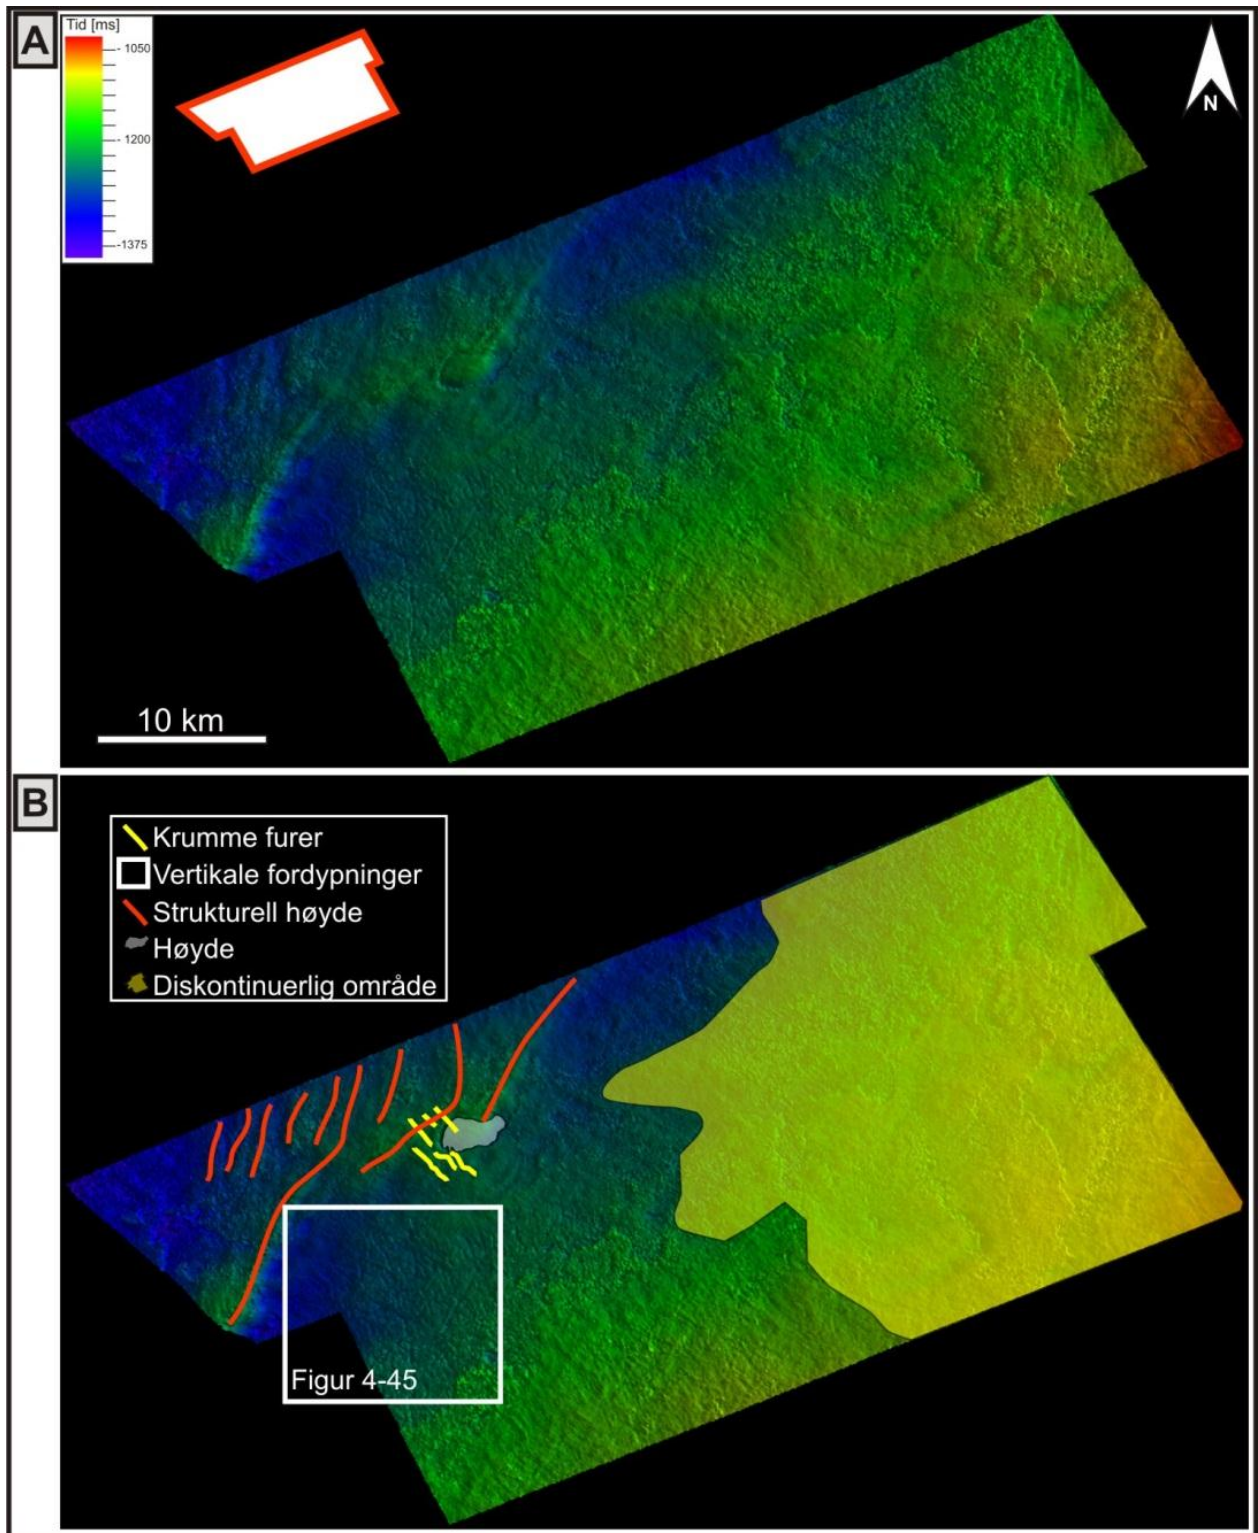 A
Tid [ms]
- 1050
- 1200
-1375
N
10 km
B
Krumme furer
Vertikale fordypninger
Strukturell høyde
Høyde
Diskontinuerlig område
Figur 4-45